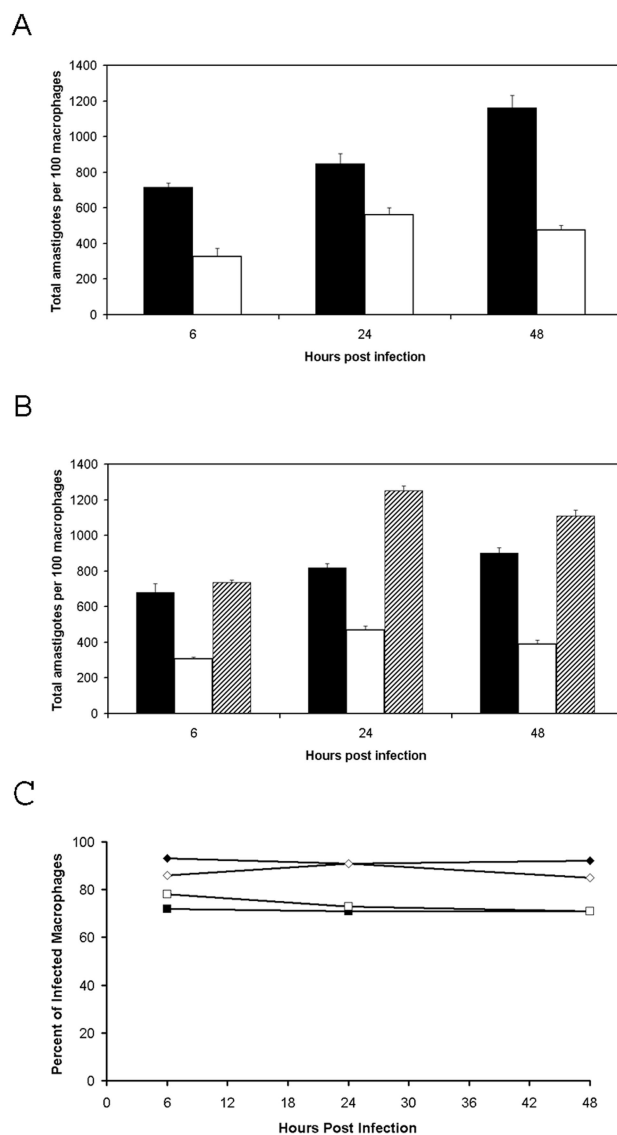 A
Total amastigotes per 100 macrophages
1400
1200
1000
800
600
400
200
0
6 24 48
Hours post infection
B
Total amastigotes per 100 macrophages
1400
1200
1000
800
600
400
200
0
6 24 48
Hours post infection
C
Percent of Infected Macrophages
100
80
60
40
20
0
0 6 12 18 24 30 36 42 48
Hours Post Infection